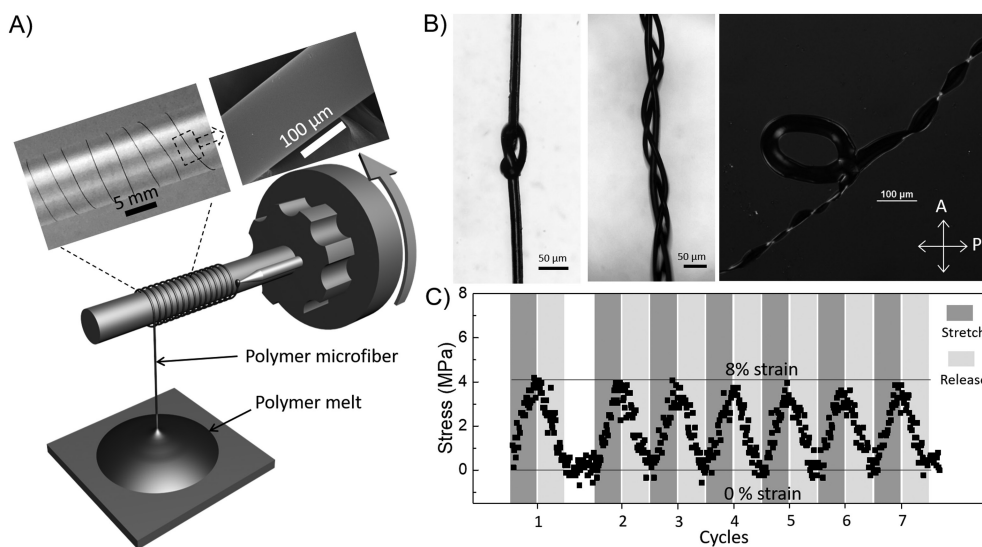 A)
100 µm
5 mm
Polymer microfiber
Polymer melt
B)
50 µm
50 µm
100 µm
A
P
C)
Stress (MPa)
8
6
4
2
0
8% strain
0 % strain
Stretch
Release
1 2 3 4 5 6 7
Cycles